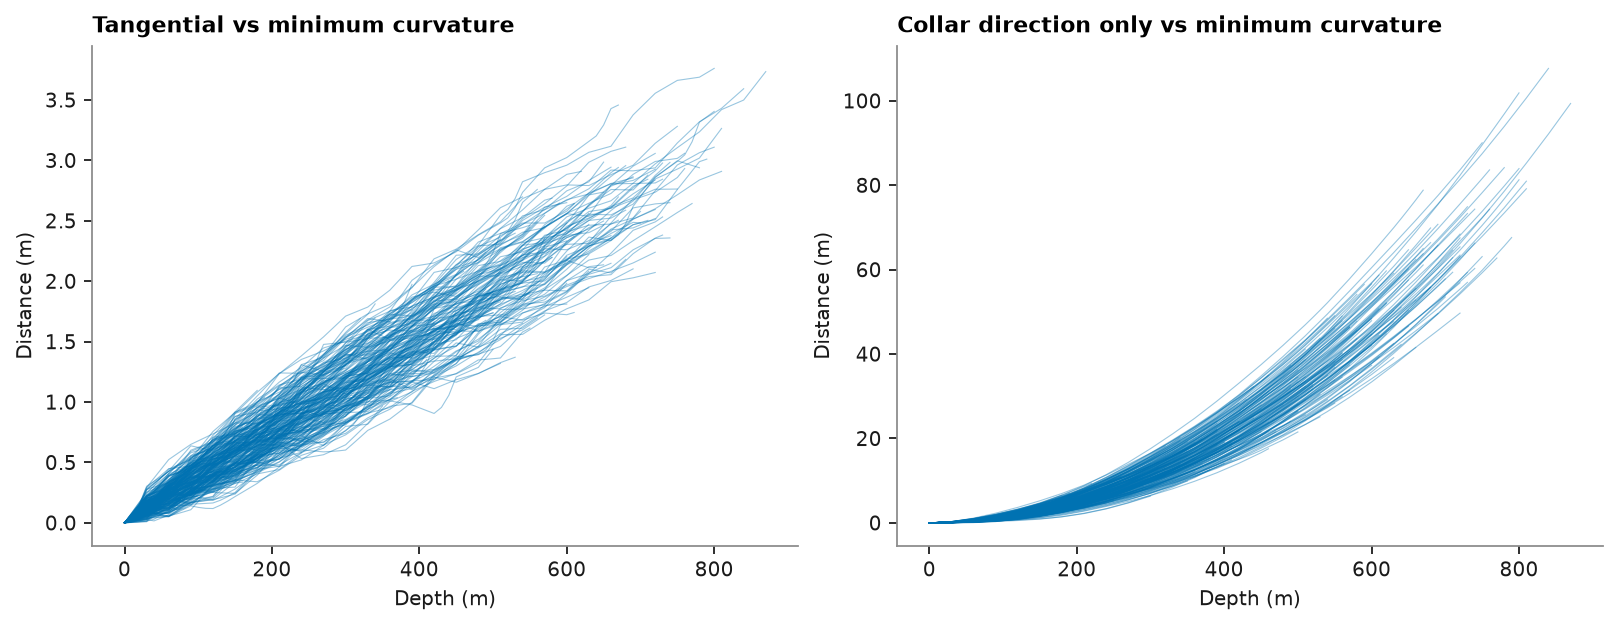 Tangential vs minimum curvature
Distance (m)
3.5
3.0
2.5
2.0
1.5
1.0
0.5
0.0
0 200 400 600 800
Depth (m)
Collar direction only vs minimum curvature
Distance (m)
100
80
60
40
20
0
0 200 400 600 800
Depth (m)